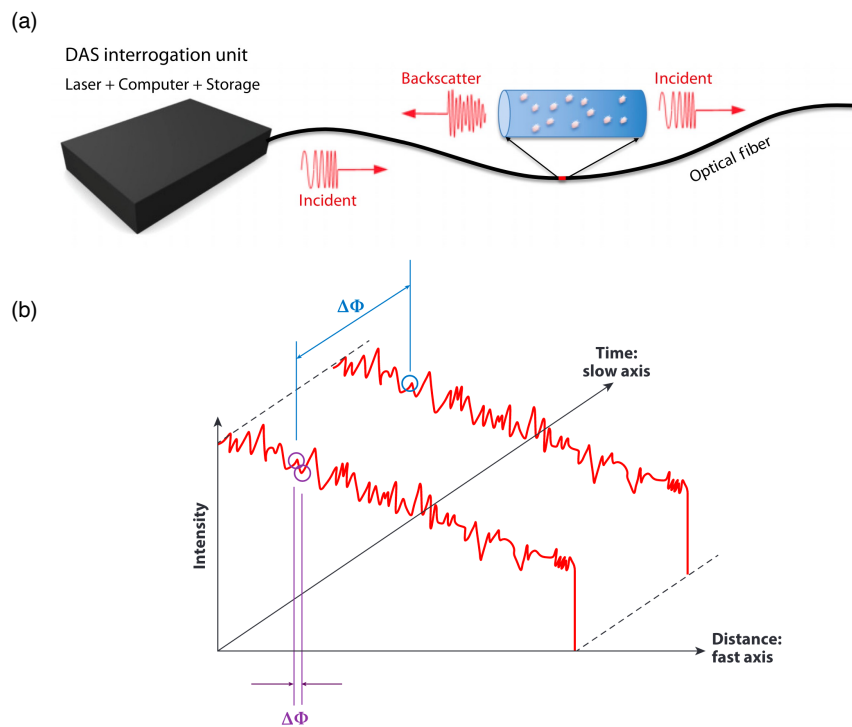 (a)
DAS interrogation unit
Laser + Computer + Storage
Backscatter
Incident
Incident
Optical fiber
(b)
ΔΦ
Time:
slow axis
Intensity
Distance:
fast axis
ΔΦ